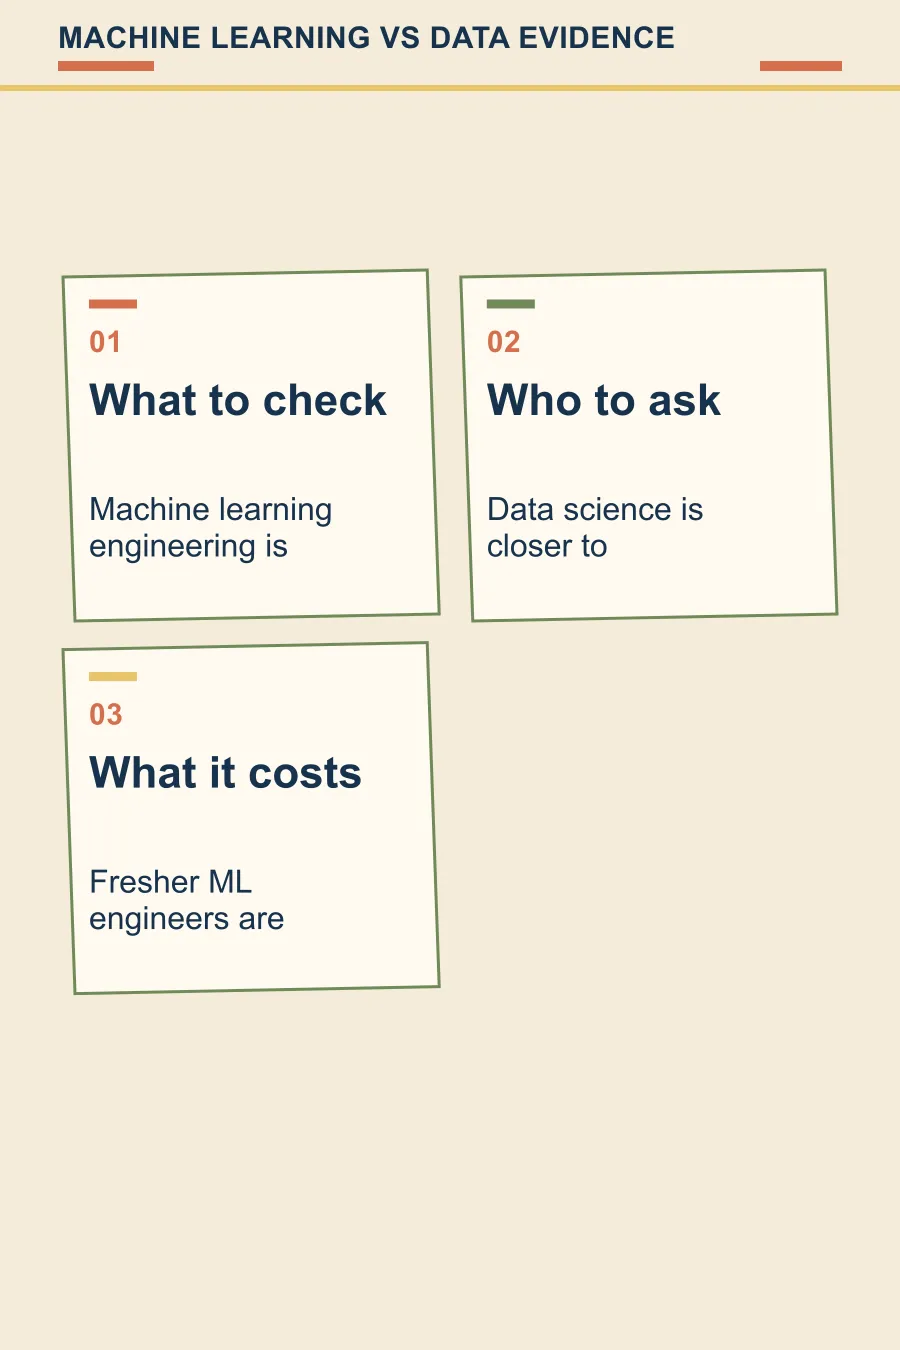 MACHINE LEARNING VS DATA EVIDENCE
01
What to check
Machine learning
engineering is
02
Who to ask
Data science is
closer to
03
What it costs
Fresher ML
engineers are